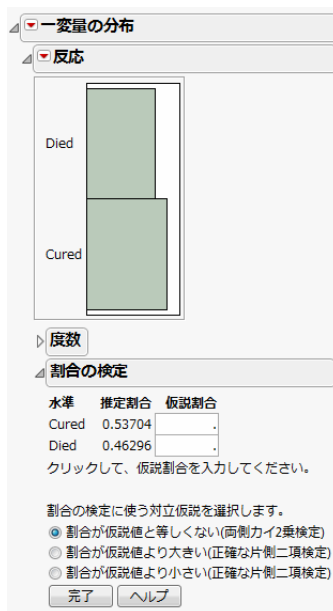 一変量の分布
反応
Died
Cured
度数
割合の検定
水準 推定割合 仮説割合
Cured 0.53704 .
Died 0.46296 .
クリックして、仮説割合を入力してください。
割合の検定に使う対立仮説を選択します。
割合が仮説値と等しくない(両側カイ2乗検定)
割合が仮説値より大きい(正確な片側二項検定)
割合が仮説値より小さい(正確な片側二項検定)
完了 ヘルプ